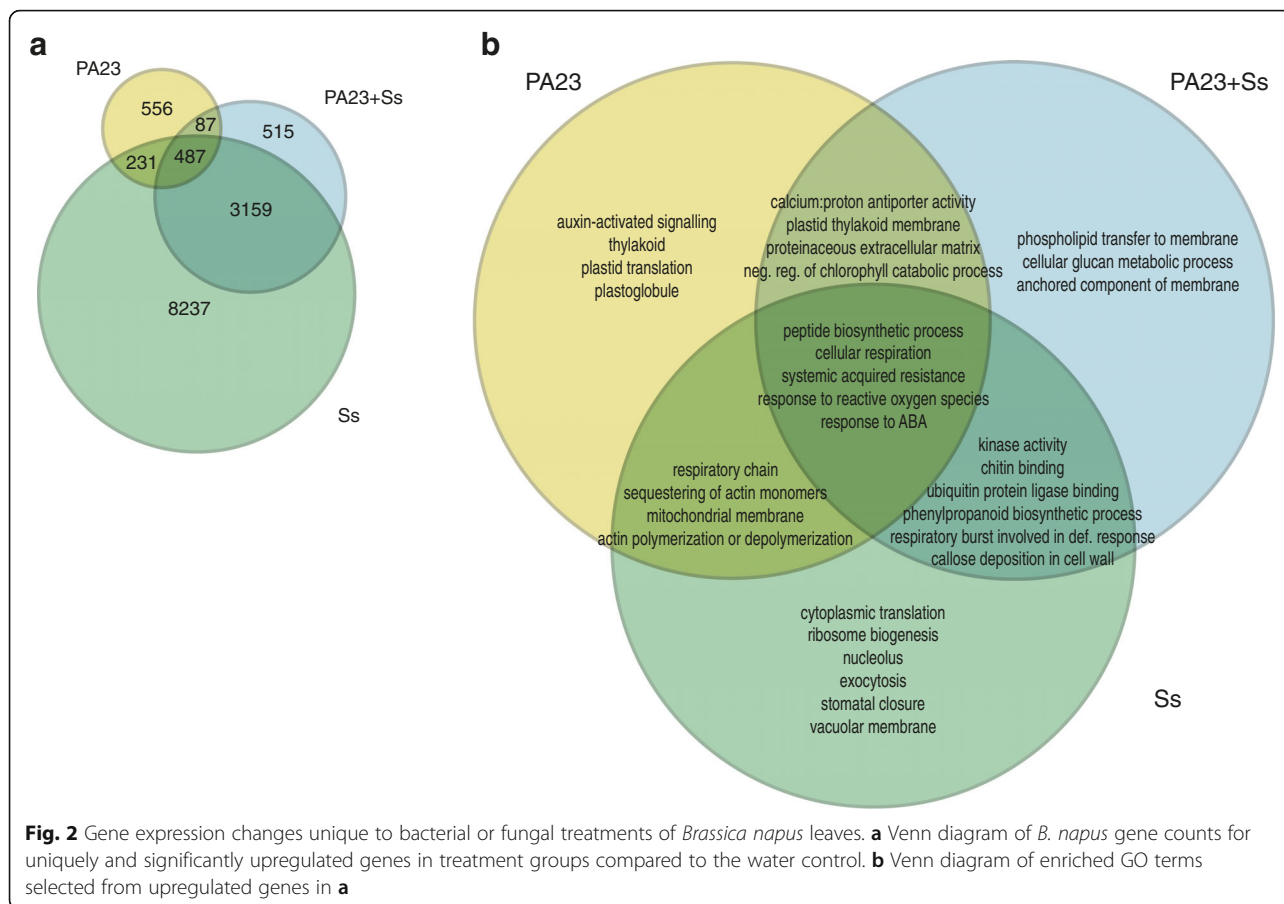 a
PA23
PA23+Ss
556
87
515
231
487
3159
8237
Ss
b
PA23
PA23+Ss
auxin-activated signalling
thylakoid
plastid translation
plastoglobule
calcium:proton antiporter activity
plastid thylakoid membrane
proteinaceous extracellular matrix
neg. reg. of chlorophyll catabolic process
phospholipid transfer to membrane
cellular glucan metabolic process
anchored component of membrane
peptide biosynthetic process
cellular respiration
systemic acquired resistance
response to reactive oxygen species
response to ABA
respiratory chain
sequestering of actin monomers
mitochondrial membrane
actin polymerization or depolymerization
kinase activity
chitin binding
ubiquitin protein ligase binding
phenylpropanoid biosynthetic process
respiratory burst involved in def. response
callose deposition in cell wall
cytoplasmic translation
ribosome biogenesis
nucleolus
exocytosis
stomatal closure
vacuolar membrane
Ss
Fig. 2 Gene expression changes unique to bacterial or fungal treatments of Brassica napus leaves. a Venn diagram of B. napus gene counts for
uniquely and significantly upregulated genes in treatment groups compared to the water control. b Venn diagram of enriched GO terms
selected from upregulated genes in a